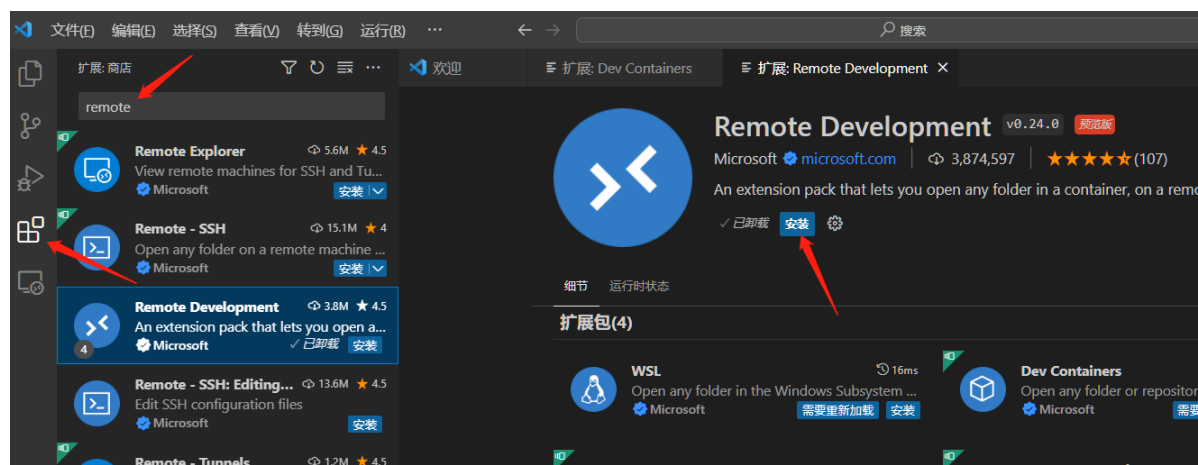 文件(F) 编辑(E) 选择(S) 查看(V) 转到(G) 运行(R) ··· ← → 搜索
扩展: 商店
remote
Remote Explorer 5.6M ★ 4.5
View remote machines for SSH and Tu...
Microsoft 安装
Remote - SSH 15.1M ★ 4
Open any folder on a remote machine ...
Microsoft 安装
Remote Development 3.8M ★ 4.5
An extension pack that lets you open a...
4 Microsoft ✓ 已卸载 安装
Remote - SSH: Editing... 13.6M ★ 4.5
Edit SSH configuration files
Microsoft 安装
Remote - Tunnels 1.2M ★ 4.5
欢迎 扩展: Dev Containers 扩展: Remote Development ×
Remote Development v0.24.0 预览版
Microsoft microsoft.com | 3,874,597 | ★★★★★(107)
An extension pack that lets you open any folder in a container, on a remo
✓ 已卸载 安装
细节 运行时状态
扩展包(4)
WSL 16ms
Open any folder in the Windows Subsystem ...
Microsoft 需要重新加载 安装
Dev Containers
Open any folder or repositor
Microsoft 需要